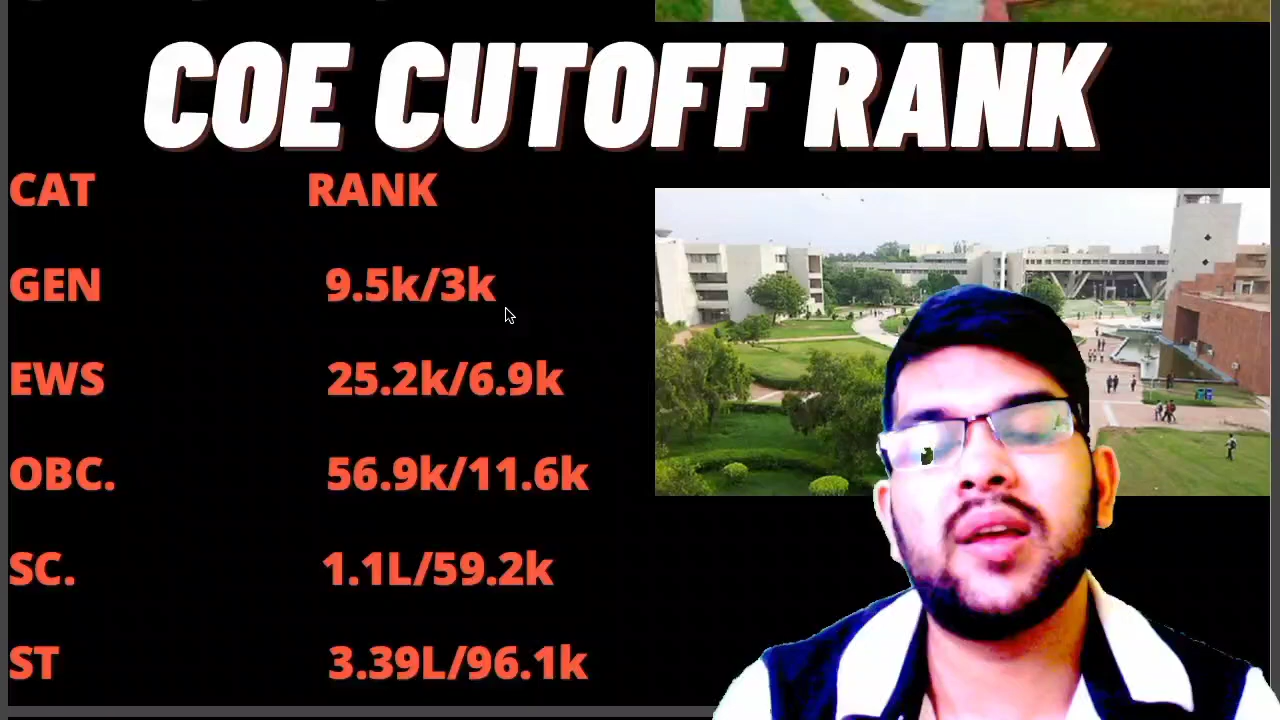 COE CUTOFF RANK
CAT RANK
GEN 9.5k/3k
EWS 25.2k/6.9k
OBC. 56.9k/11.6k
SC. 1.1L/59.2k
ST 3.39L/96.1k